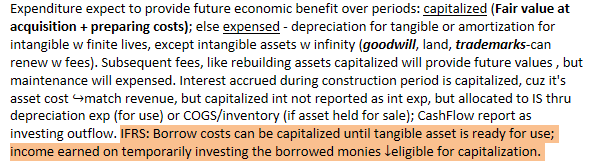 Expenditure expect to provide future economic benefit over periods: capitalized (Fair value at
acquisition + preparing costs); else expensed - depreciation for tangible or amortization for
intangible w finite lives, except intangible assets w infinity (goodwill, land, trademarks-can
renew w fees). Subsequent fees, like rebuilding assets capitalized will provide future values , but
maintenance will expensed. Interest accrued during construction period is capitalized, cuz it's
asset cost ↪match revenue, but capitalized int not reported as int exp, but allocated to IS thru
depreciation exp (for use) or COGS/inventory (if asset held for sale); CashFlow report as
investing outflow. IFRS: Borrow costs can be capitalized until tangible asset is ready for use;
income earned on temporarily investing the borrowed monies ↓eligible for capitalization.